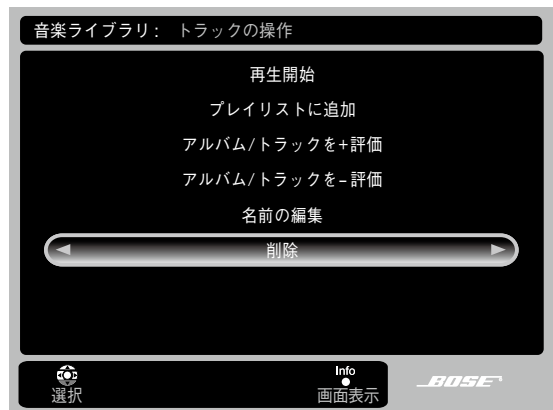 音楽ライブラリ: トラックの操作
再生開始
プレイリストに追加
アルバム/トラックを+評価
アルバム/トラックを-評価
名前の編集
削除
選択
Info
画面表示
BOSE